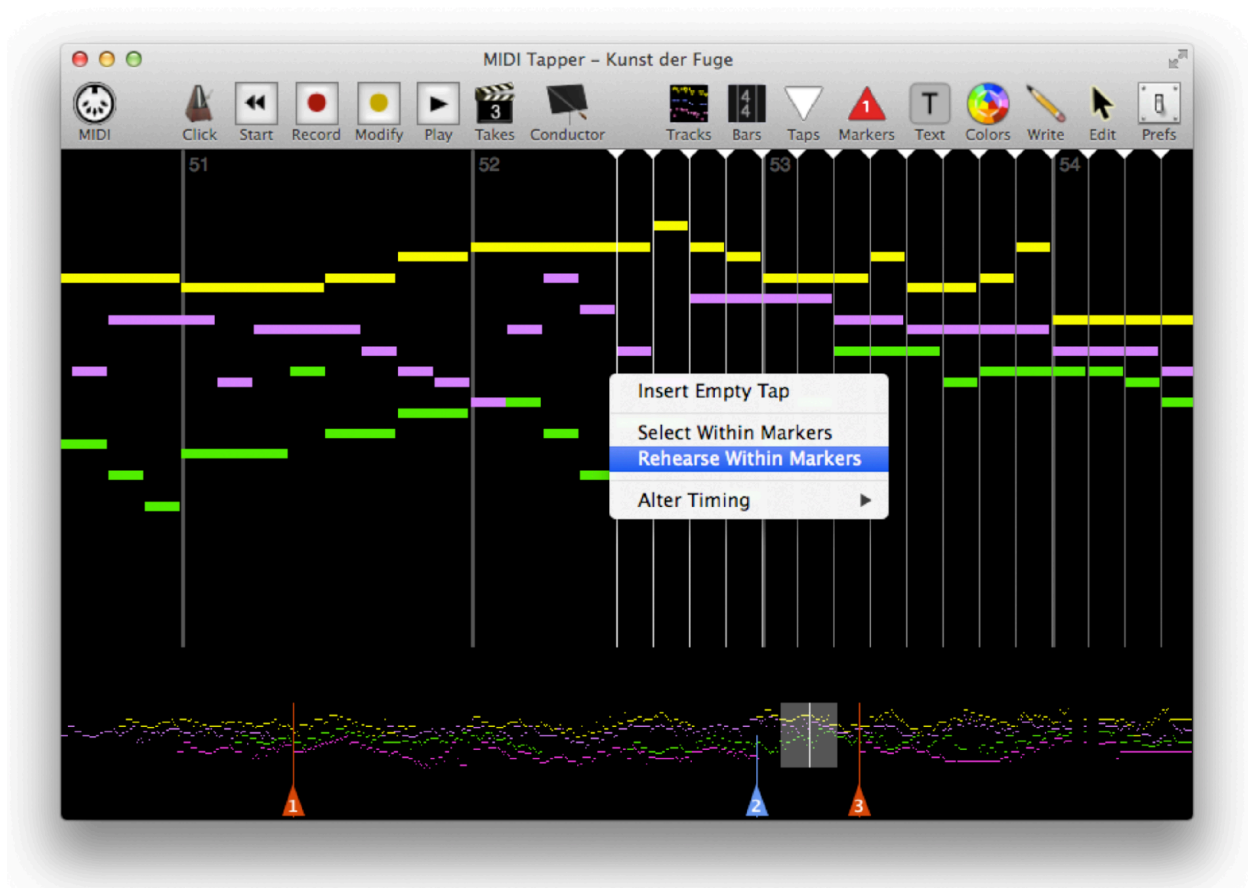 MIDI Tapper – Kunst der Fuge
3
4
4
1
T
MIDI Click Start Record Modify Play Takes Conductor Tracks Bars Taps Markers Text Colors Write Edit Prefs
51 52 53 54
Insert Empty Tap
Select Within Markers
Rehearse Within Markers
Alter Timing
1 2 3